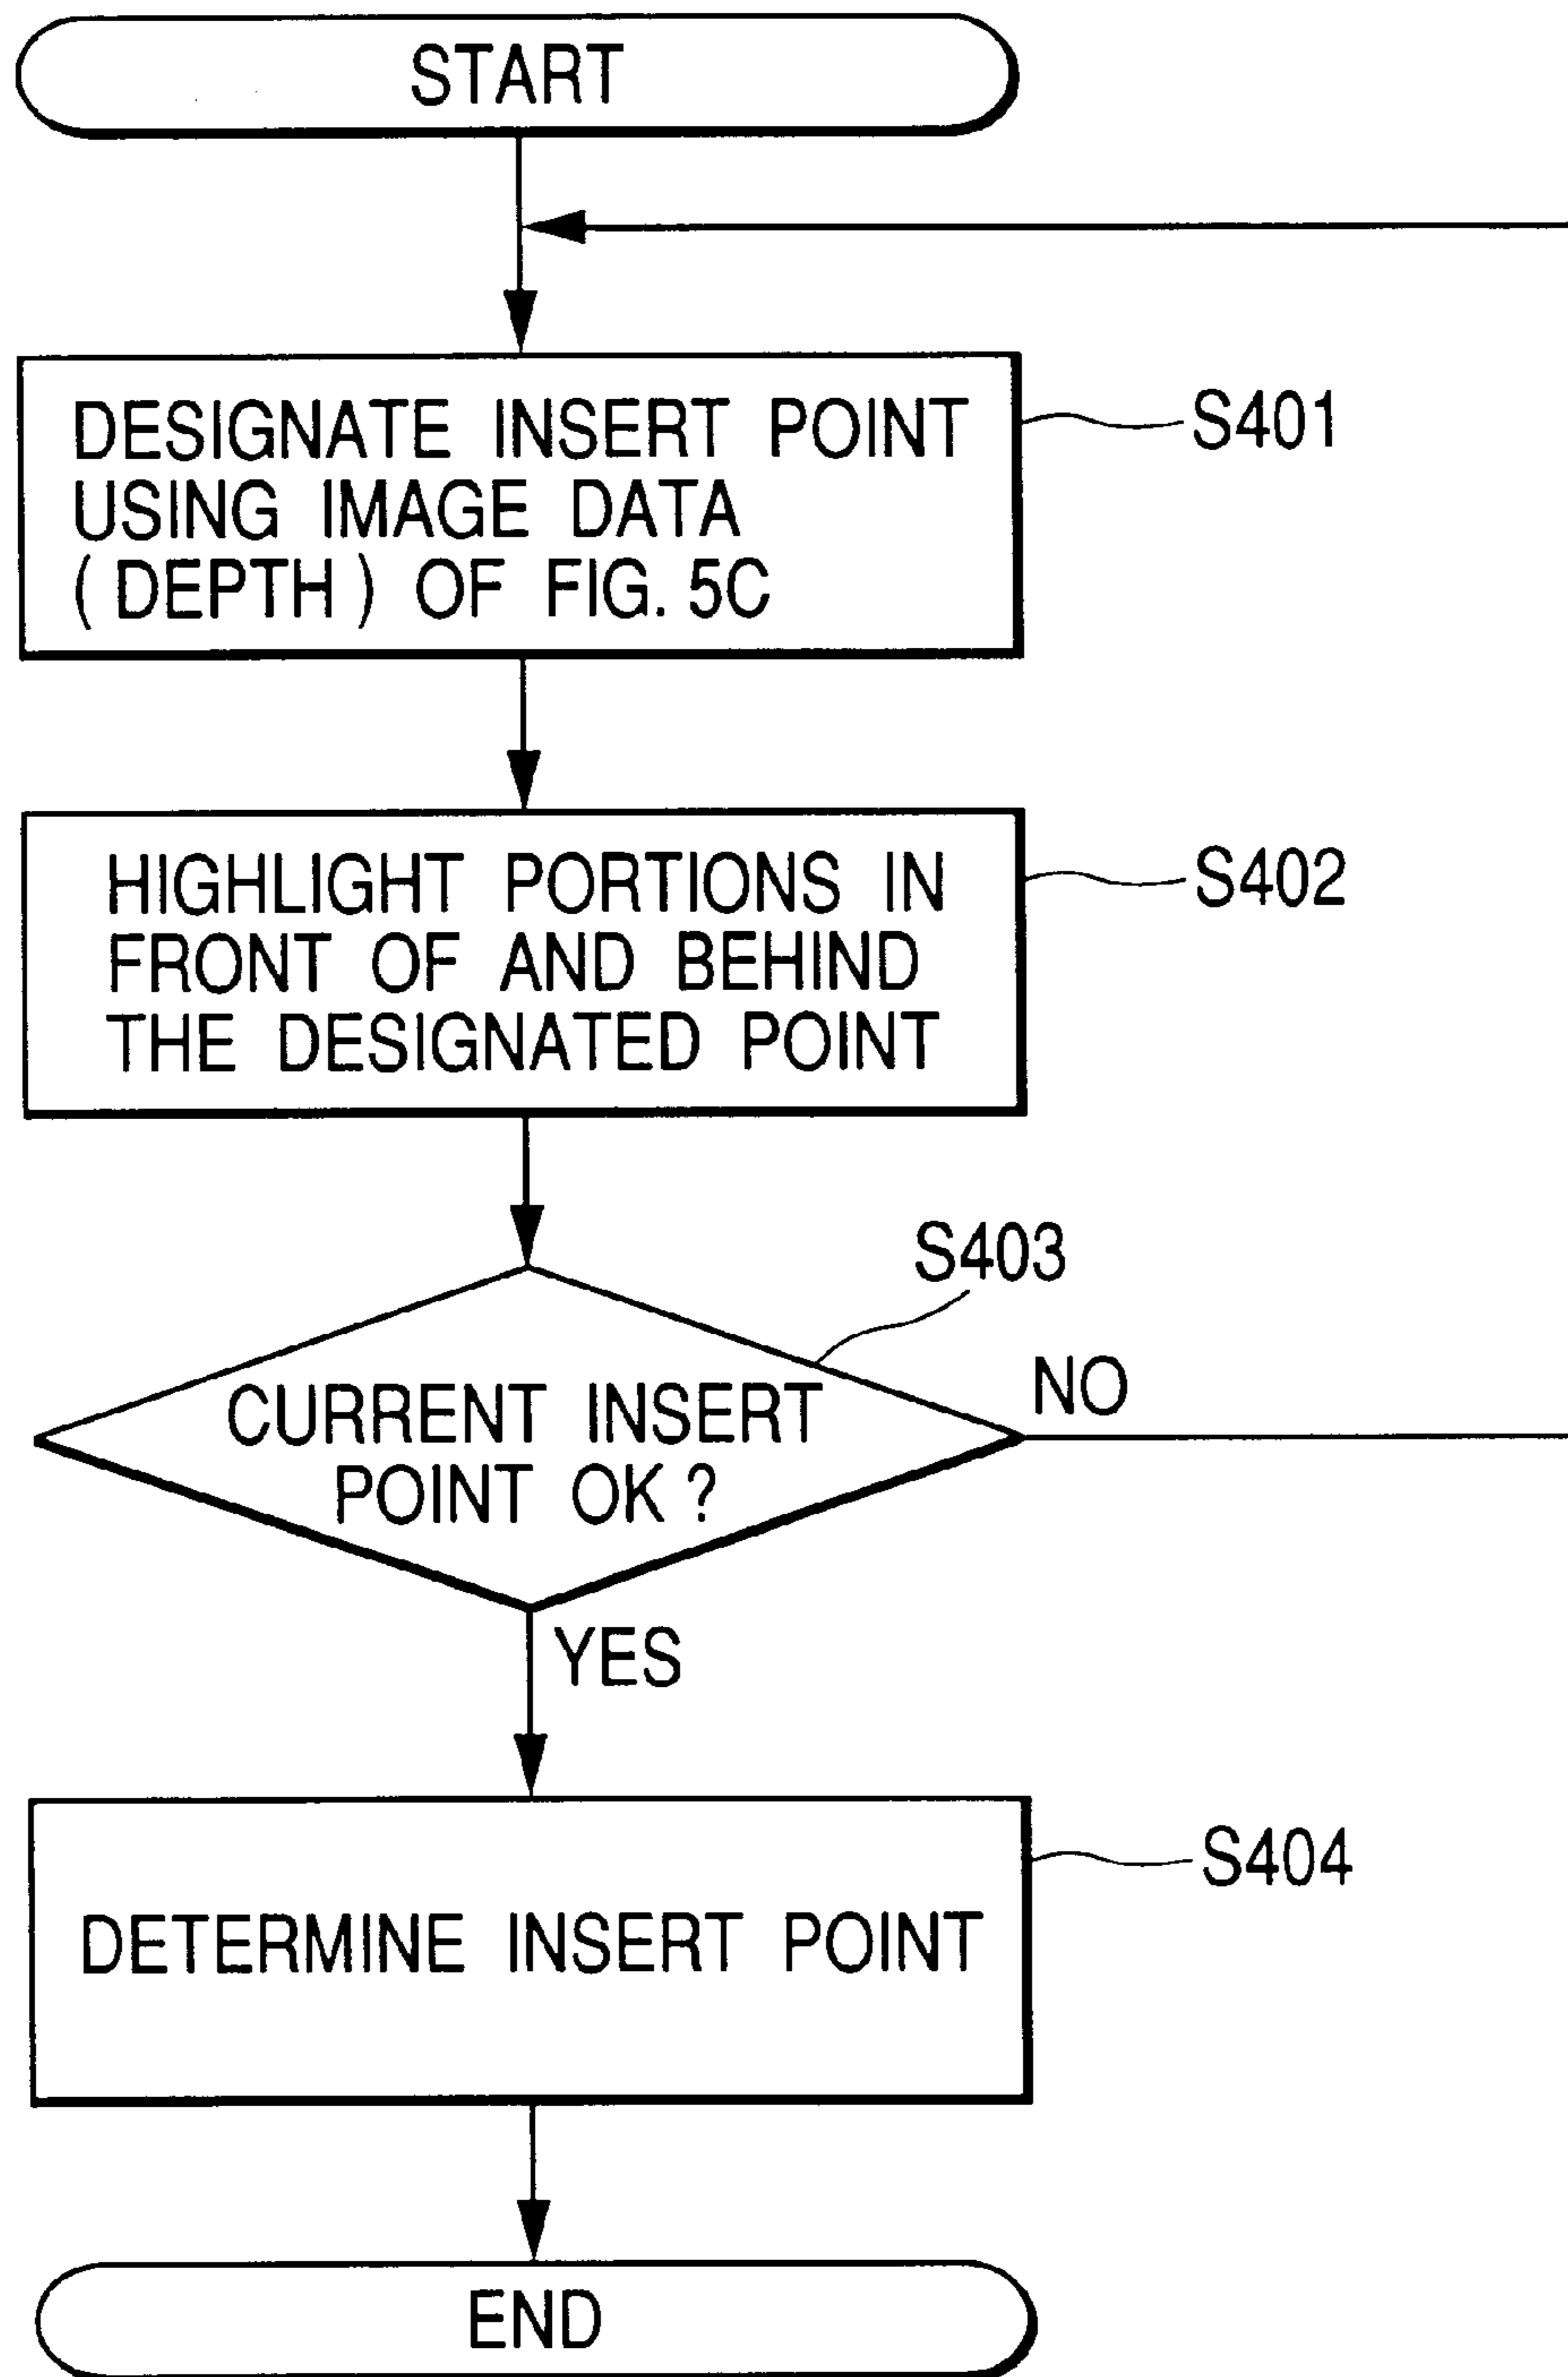 START
DESIGNATE INSERT POINT
USING IMAGE DATA
(DEPTH) OF FIG. 5C
S401
HIGHLIGHT PORTIONS IN
FRONT OF AND BEHIND
THE DESIGNATED POINT
S402
S403
CURRENT INSERT
POINT OK?
NO
YES
DETERMINE INSERT POINT
S404
END